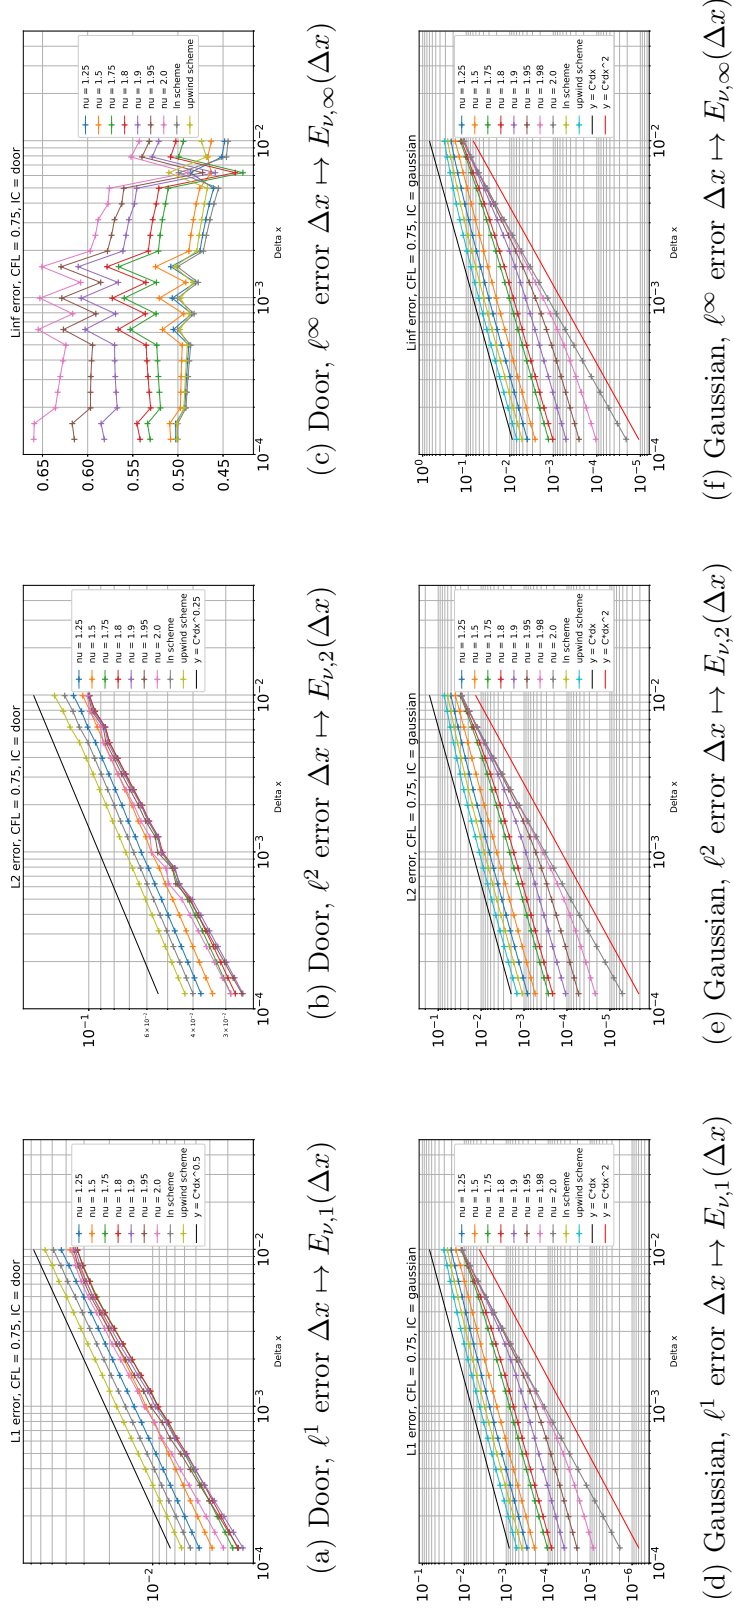 L1 error, CFL = 0.75, IC = door
10⁻²
nu = 1.25
nu = 1.5
nu = 1.75
nu = 1.8
nu = 1.9
nu = 1.95
nu = 2.0
ln scheme
upwind scheme
y = C*dx^0.5
10⁻⁴ 10⁻³ 10⁻²
Delta x
(a) Door, ℓ¹ error Δx ↦ E_{ν,1}(Δx)
L2 error, CFL = 0.75, IC = door
10⁻¹
6 × 10⁻²
4 × 10⁻²
3 × 10⁻²
nu = 1.25
nu = 1.5
nu = 1.75
nu = 1.8
nu = 1.9
nu = 1.95
nu = 2.0
ln scheme
upwind scheme
y = C*dx^0.25
10⁻⁴ 10⁻³ 10⁻²
Delta x
(b) Door, ℓ² error Δx ↦ E_{ν,2}(Δx)
Linf error, CFL = 0.75, IC = door
0.65
0.60
0.55
0.50
0.45
nu = 1.25
nu = 1.5
nu = 1.75
nu = 1.8
nu = 1.9
nu = 1.95
nu = 2.0
ln scheme
upwind scheme
10⁻⁴ 10⁻³ 10⁻²
Delta x
(c) Door, ℓ^∞ error Δx ↦ E_{ν,∞}(Δx)
L1 error, CFL = 0.75, IC = gaussian
10⁻¹
10⁻²
10⁻³
10⁻⁴
10⁻⁵
10⁻⁶
nu = 1.25
nu = 1.5
nu = 1.75
nu = 1.8
nu = 1.9
nu = 1.95
nu = 1.98
nu = 2.0
ln scheme
upwind scheme
y = C*dx
y = C*dx^2
10⁻⁴ 10⁻³ 10⁻²
Delta x
(d) Gaussian, ℓ¹ error Δx ↦ E_{ν,1}(Δx)
L2 error, CFL = 0.75, IC = gaussian
10⁻¹
10⁻²
10⁻³
10⁻⁴
10⁻⁵
nu = 1.25
nu = 1.5
nu = 1.75
nu = 1.8
nu = 1.9
nu = 1.95
nu = 1.98
nu = 2.0
ln scheme
upwind scheme
y = C*dx
y = C*dx^2
10⁻⁴ 10⁻³ 10⁻²
Delta x
(e) Gaussian, ℓ² error Δx ↦ E_{ν,2}(Δx)
Linf error, CFL = 0.75, IC = gaussian
10⁰
10⁻¹
10⁻²
10⁻³
10⁻⁴
10⁻⁵
nu = 1.25
nu = 1.5
nu = 1.75
nu = 1.8
nu = 1.9
nu = 1.95
nu = 1.98
nu = 2.0
ln scheme
upwind scheme
y = C*dx
y = C*dx^2
10⁻⁴ 10⁻³ 10⁻²
Delta x
(f) Gaussian, ℓ^∞ error Δx ↦ E_{ν,∞}(Δx)